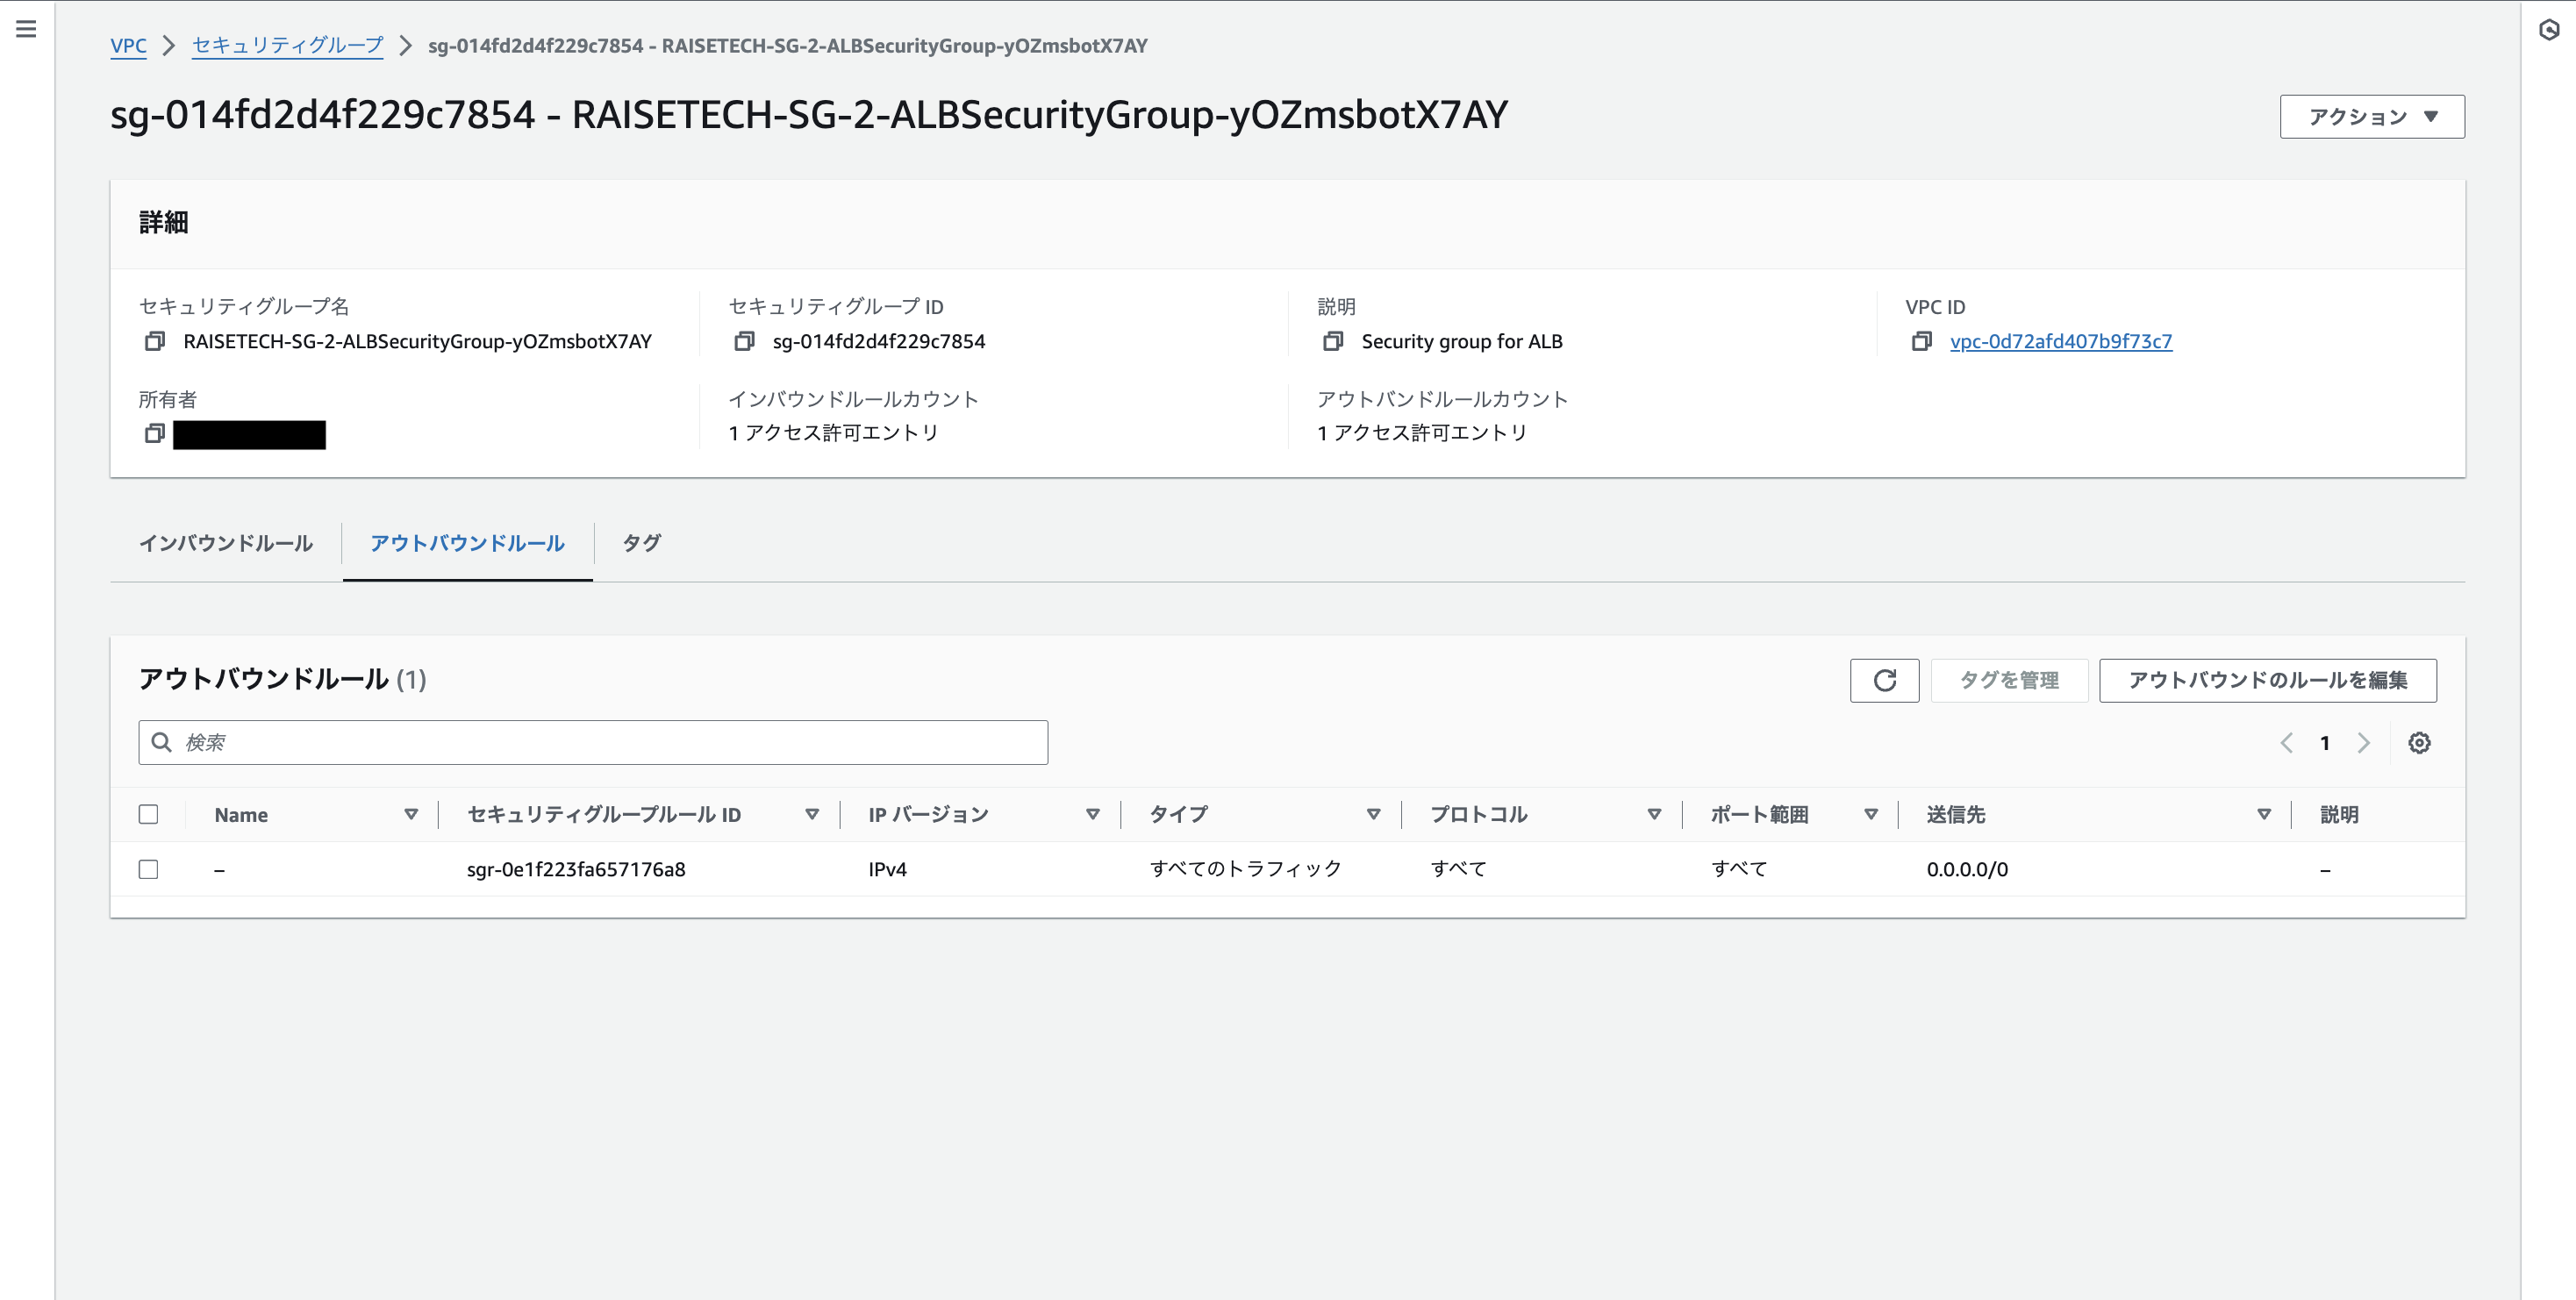 VPC > セキュリティグループ > sg-014fd2d4f229c7854 - RAISETECH-SG-2-ALBSecurityGroup-yOZmsbotX7AY
sg-014fd2d4f229c7854 - RAISETECH-SG-2-ALBSecurityGroup-yOZmsbotX7AY
アクション
詳細
セキュリティグループ名
RAISETECH-SG-2-ALBSecurityGroup-yOZmsbotX7AY
セキュリティグループ ID
sg-014fd2d4f229c7854
説明
Security group for ALB
VPC ID
vpc-0d72afd407b9f73c7
所有者
インバウンドルールカウント
1 アクセス許可エントリ
アウトバンドルールカウント
1 アクセス許可エントリ
インバウンドルール アウトバウンドルール タグ
アウトバウンドルール (1)
タグを管理 アウトバウンドのルールを編集
検索
1
Name セキュリティグループルール ID IP バージョン タイプ プロトコル ポート範囲 送信先 説明
– sgr-0e1f223fa657176a8 IPv4 すべてのトラフィック すべて すべて 0.0.0.0/0 –